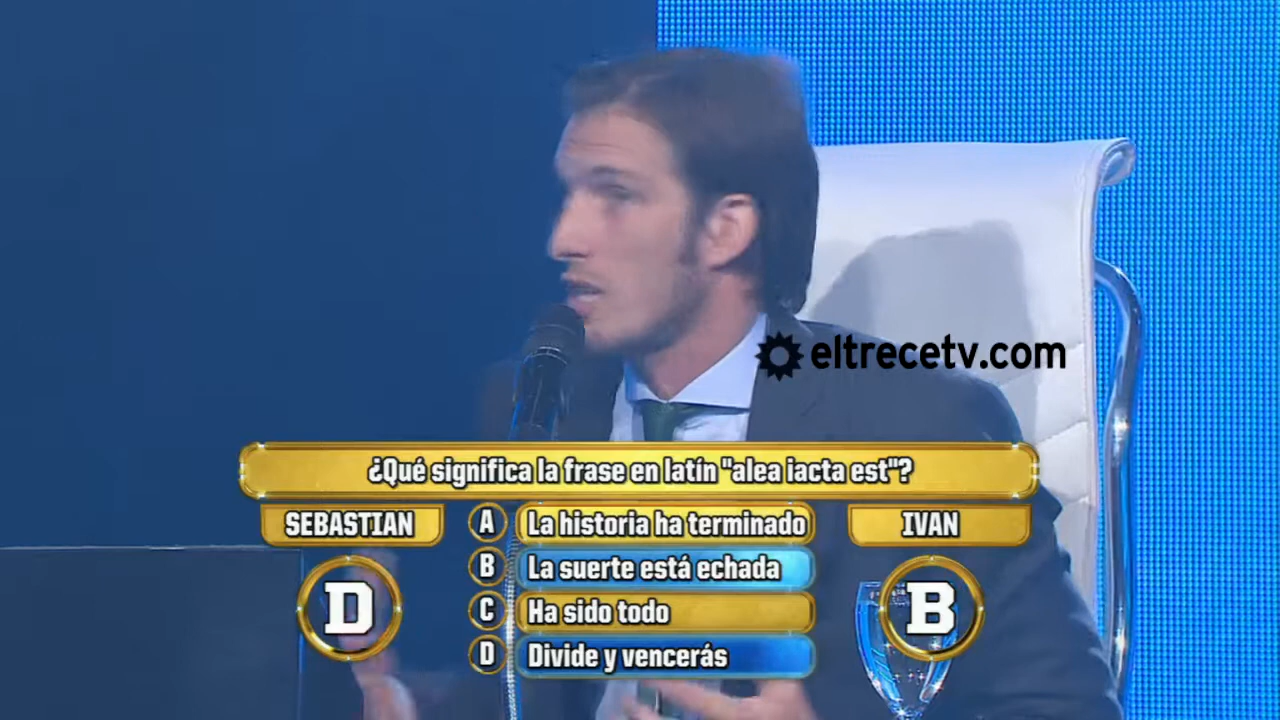 eltrecetv.com
¿Qué significa la frase en latín "alea iacta est"?
SEBASTIAN
A La historia ha terminado
IVAN
B La suerte está echada
D
C Ha sido todo
B
D Divide y vencerás